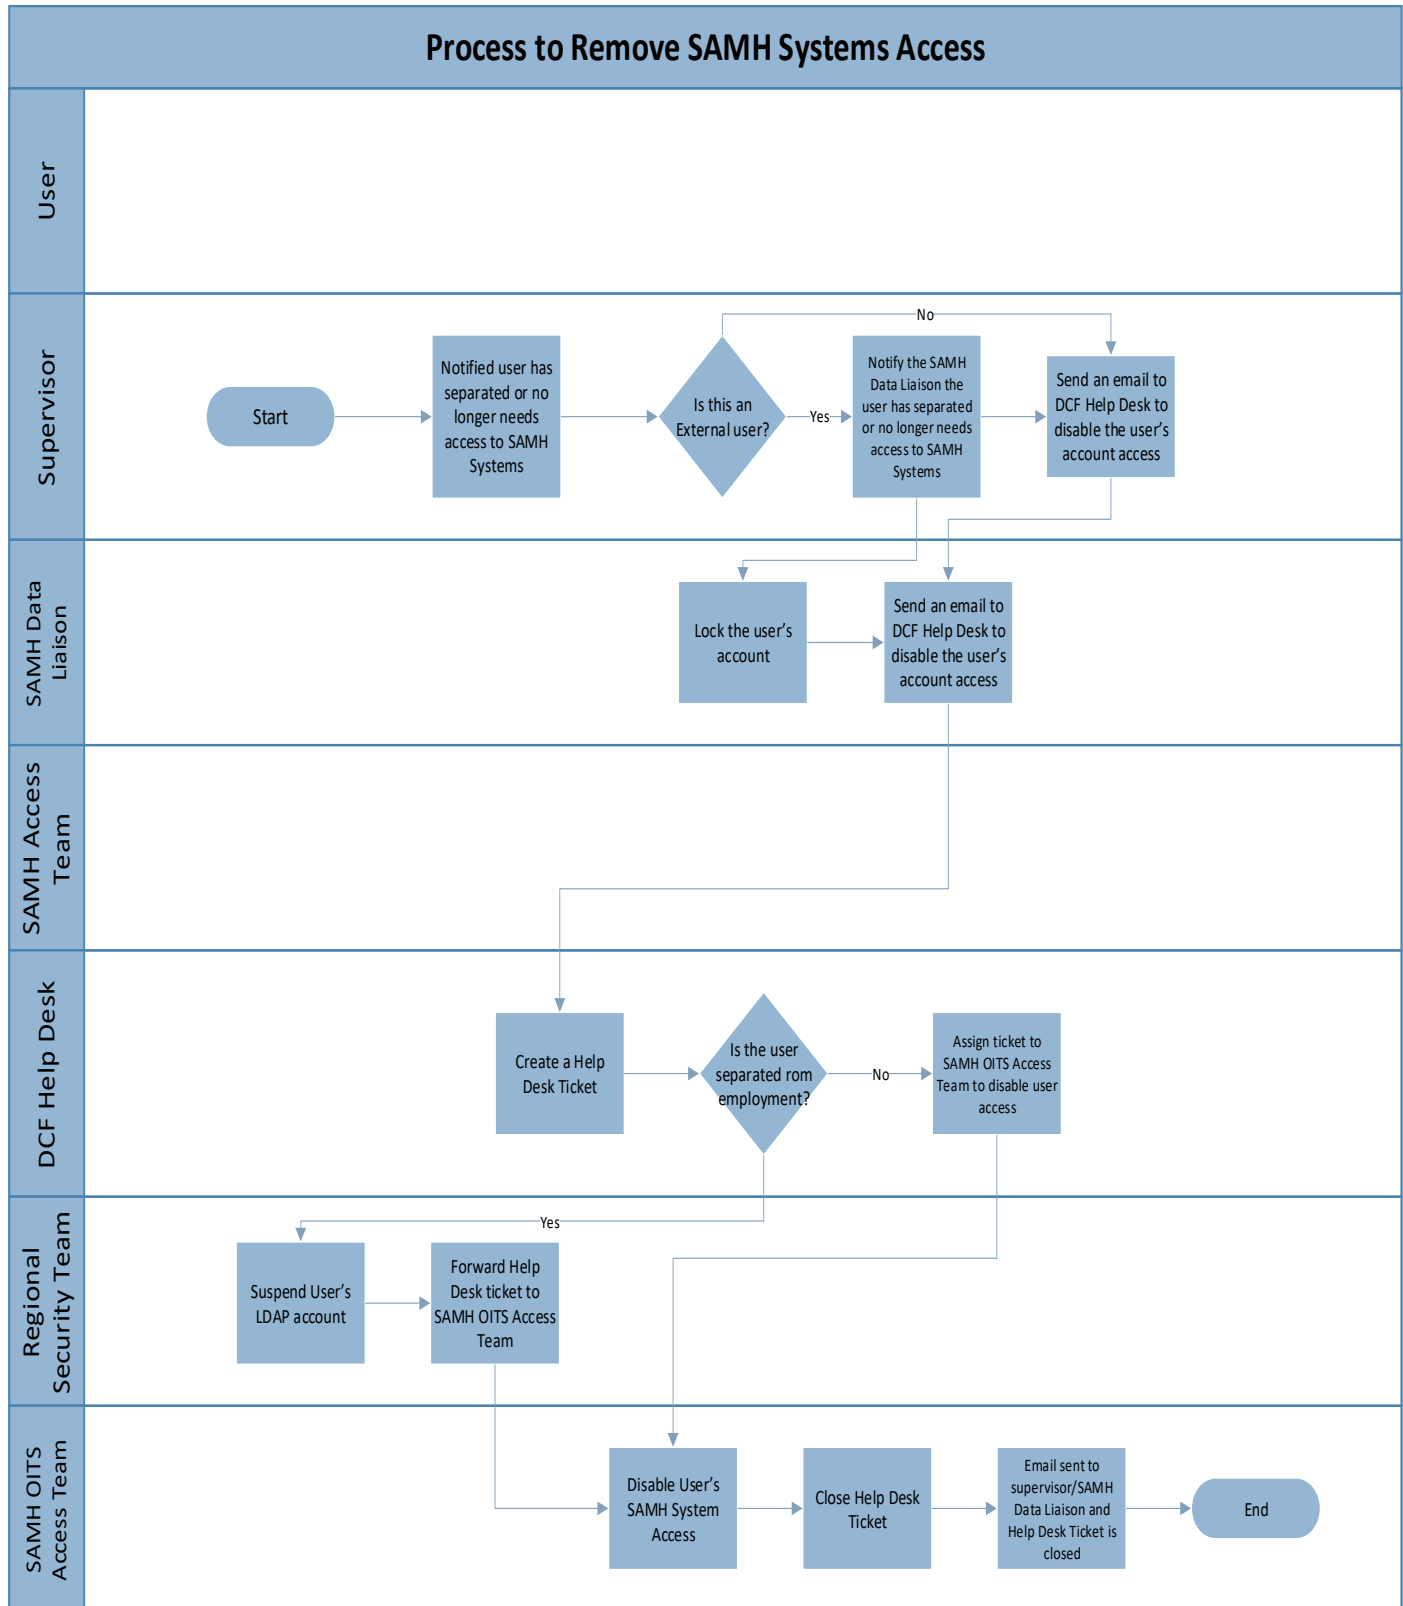 Process to Remove SAMH Systems Access
User
Supervisor
Start
Notified user has
separated or no
longer needs
access to SAMH
Systems
Is this an
External user?
Yes
No
Notify the SAMH
Data Liaison the
user has separated
or no longer needs
access to SAMH
Systems
Send an email to
DCF Help Desk to
disable the user’s
account access
SAMH Data
Liaison
Lock the user’s
account
Send an email to
DCF Help Desk to
disable the user’s
account access
SAMH Access
Team
DCF Help Desk
Create a Help
Desk Ticket
Is the user
separated rom
employment?
No
Assign ticket to
SAMH OITS Access
Team to disable user
access
Regional
Security Team
Yes
Suspend User’s
LDAP account
Forward Help
Desk ticket to
SAMH OITS Access
Team
SAMH OITS
Access Team
Disable User’s
SAMH System
Access
Close Help Desk
Ticket
Email sent to
supervisor/SAMH
Data Liaison and
Help Desk Ticket is
closed
End